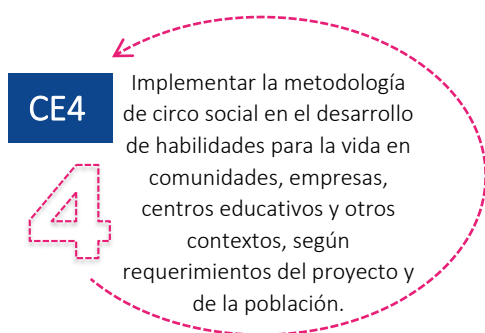 CE4
4
Implementar la metodología
de circo social en el desarrollo
de habilidades para la vida en
comunidades, empresas,
centros educativos y otros
contextos, según
requerimientos del proyecto y
de la población.